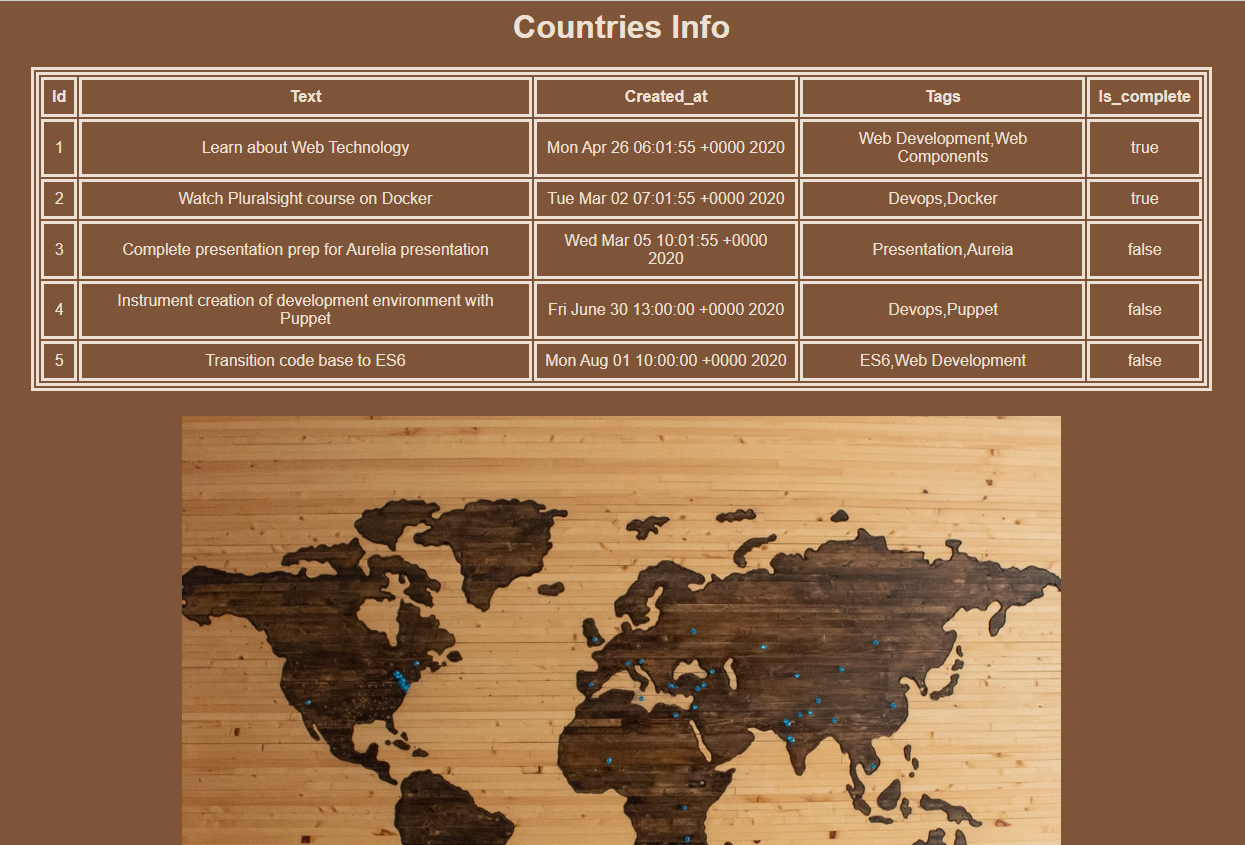 Countries Info
Id Text Created_at Tags Is_complete
1 Learn about Web Technology Mon Apr 26 06:01:55 +0000 2020 Web Development,Web
Components true
2 Watch Pluralsight course on Docker Tue Mar 02 07:01:55 +0000 2020 Devops,Docker true
3 Complete presentation prep for Aurelia presentation Wed Mar 05 10:01:55 +0000
2020 Presentation,Aureia false
4 Instrument creation of development environment with
Puppet Fri June 30 13:00:00 +0000 2020 Devops,Puppet false
5 Transition code base to ES6 Mon Aug 01 10:00:00 +0000 2020 ES6,Web Development false